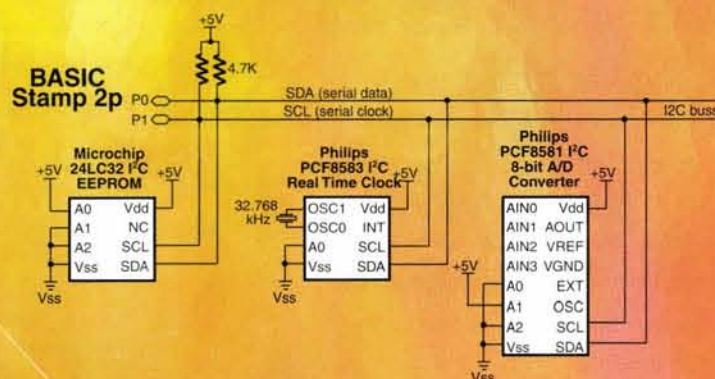 +5V
4.7K
BASIC
Stamp 2p
P0
P1
SDA (serial data)
SCL (serial clock)
I2C buss
Microchip
24LC32 I²C
EEPROM
+5V
+5V
A0 Vdd
A1 NC
A2 SCL
Vss SDA
Vss
Philips
PCF8583 I²C
Real Time Clock
+5V
32.768
kHz
OSC1 Vdd
OSC0 INT
A0 SCL
Vss SDA
Vss
Philips
PCF8581 I²C
8-bit A/D
Converter
+5V
+5V
AIN0 Vdd
AIN1 AOUT
AIN2 VREF
AIN3 VGND
A0 EXT
A1 OSC
A2 SCL
Vss SDA
Vss